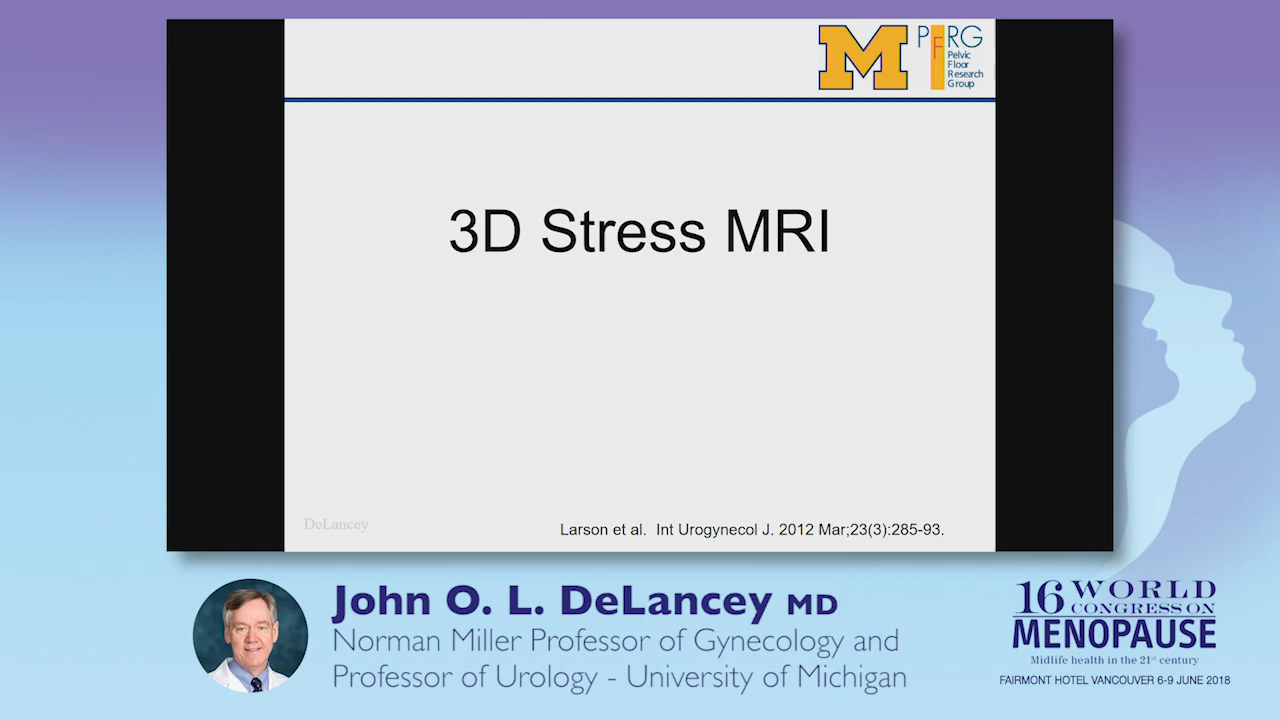 M
PFRG
Pelvic
Floor
Research
Group
3D Stress MRI
DeLancey
Larson et al. Int Urogynecol J. 2012 Mar;23(3):285-93.
John O. L. DeLancey MD
Norman Miller Professor of Gynecology and
Professor of Urology - University of Michigan
16 WORLD
CONGRESS ON
MENOPAUSE
Midlife health in the 21st century
FAIRMONT HOTEL VANCOUVER 6-9 JUNE 2018